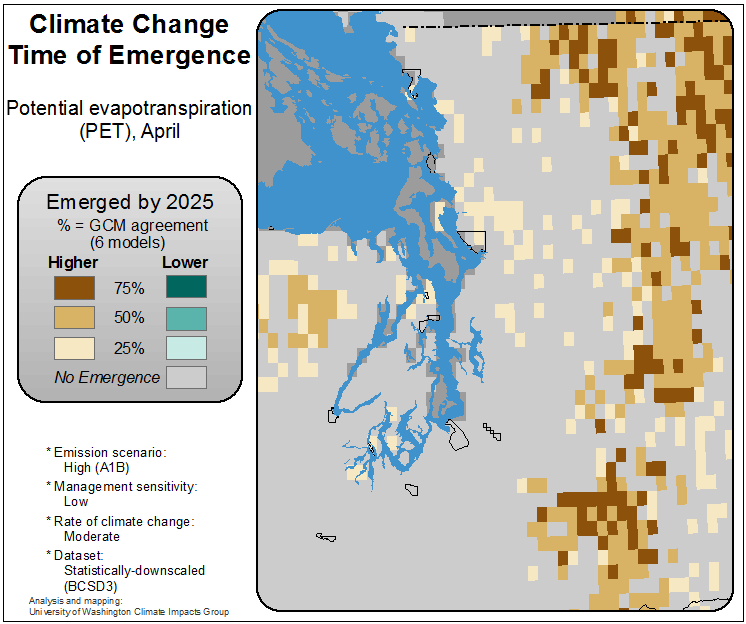 Climate Change
Time of Emergence
Potential evapotranspiration
(PET), April
Emerged by 2025
% = GCM agreement
(6 models)
Higher Lower
75%
50%
25%
No Emergence
* Emission scenario:
High (A1B)
* Management sensitivity:
Low
* Rate of climate change:
Moderate
* Dataset:
Statistically-downscaled
(BCSD3)
Analysis and mapping:
University of Washington Climate Impacts Group